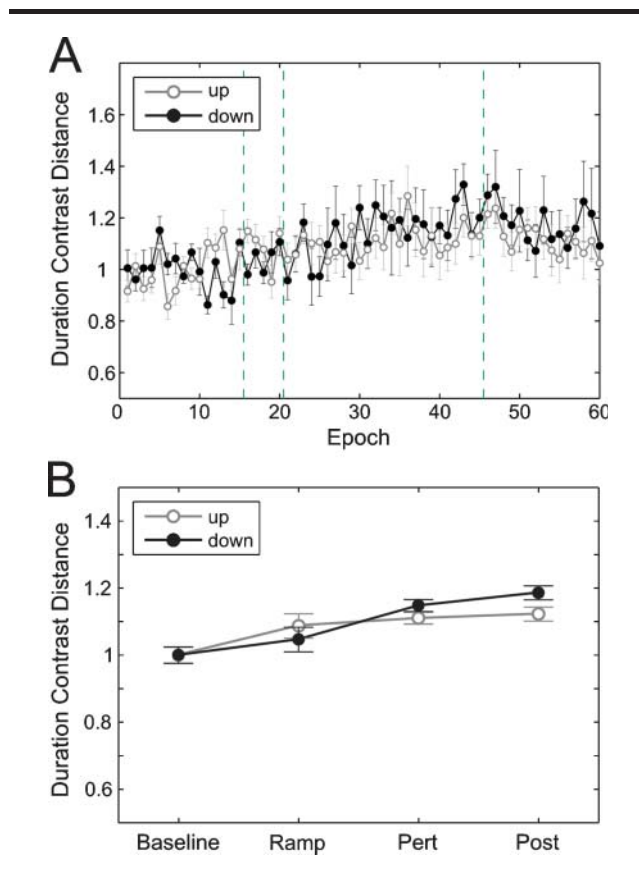 A
up
down
Duration Contrast Distance
1.6
1.4
1.2
1
0.8
0.6
0 10 20 30 40 50 60
Epoch
B
up
down
Duration Contrast Distance
1.4
1.2
1
0.8
0.6
Baseline Ramp Pert Post